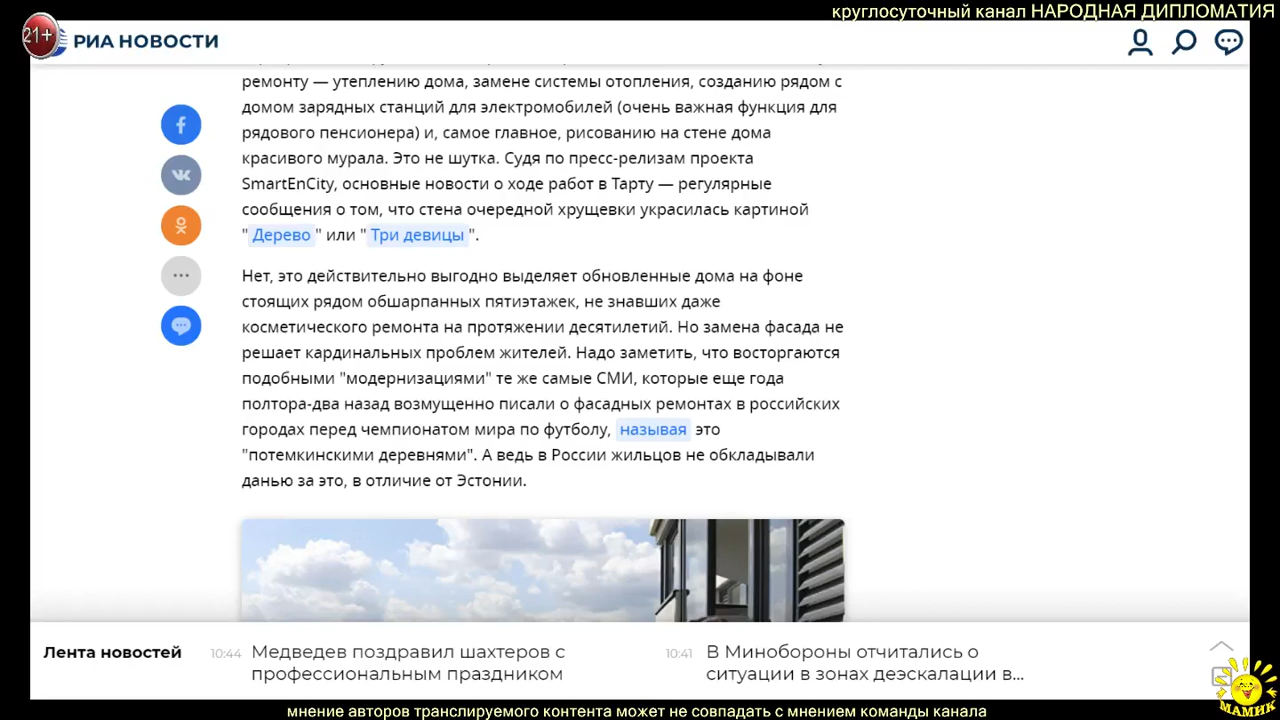 круглосуточный канал НАРОДНАЯ ДИПЛОМАТИЯ
21+
РИА НОВОСТИ
ремонту — утеплению дома, замене системы отопления, созданию рядом с
домом зарядных станций для электромобилей (очень важная функция для
рядового пенсионера) и, самое главное, рисованию на стене дома
красивого мурала. Это не шутка. Судя по пресс-релизам проекта
SmartEnCity, основные новости о ходе работ в Тарту — регулярные
сообщения о том, что стена очередной хрущевки украсилась картиной
" Дерево " или " Три девицы ".
Нет, это действительно выгодно выделяет обновленные дома на фоне
стоящих рядом обшарпанных пятиэтажек, не знавших даже
косметического ремонта на протяжении десятилетий. Но замена фасада не
решает кардинальных проблем жителей. Надо заметить, что восторгаются
подобными "модернизациями" те же самые СМИ, которые еще года
полтора-два назад возмущенно писали о фасадных ремонтах в российских
городах перед чемпионатом мира по футболу, называя это
"потемкинскими деревнями". А ведь в России жильцов не обкладывали
данью за это, в отличие от Эстонии.
Лента новостей
10:44 Медведев поздравил шахтеров с
профессиональным праздником
10:41 В Минобороны отчитались о
ситуации в зонах деэскалации в...
МАМИК
мнение авторов транслируемого контента может не совпадать с мнением команды канала